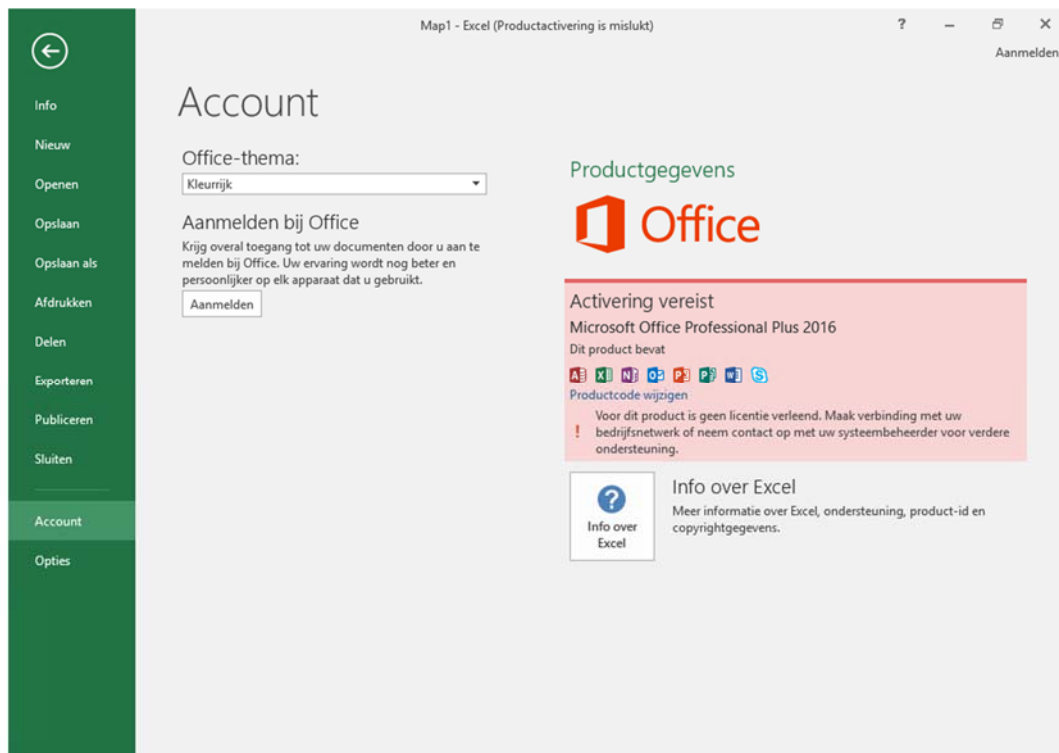 Map1 - Excel (Productactivering is mislukt)
?
Aanmelden
Info
Nieuw
Openen
Opslaan
Opslaan als
Afdrukken
Delen
Exporteren
Publiceren
Sluiten
Account
Opties
Account
Office-thema:
Kleurrijk
Aanmelden bij Office
Krijg overal toegang tot uw documenten door u aan te
melden bij Office. Uw ervaring wordt nog beter en
persoonlijker op elk apparaat dat u gebruikt.
Aanmelden
Productgegevens
Office
Activering vereist
Microsoft Office Professional Plus 2016
Dit product bevat
Productcode wijzigen
Voor dit product is geen licentie verleend. Maak verbinding met uw
! bedrijfsnetwerk of neem contact op met uw systeembeheerder voor verdere
ondersteuning.
?
Info over
Excel
Info over Excel
Meer informatie over Excel, ondersteuning, product-id en
copyrightgegevens.